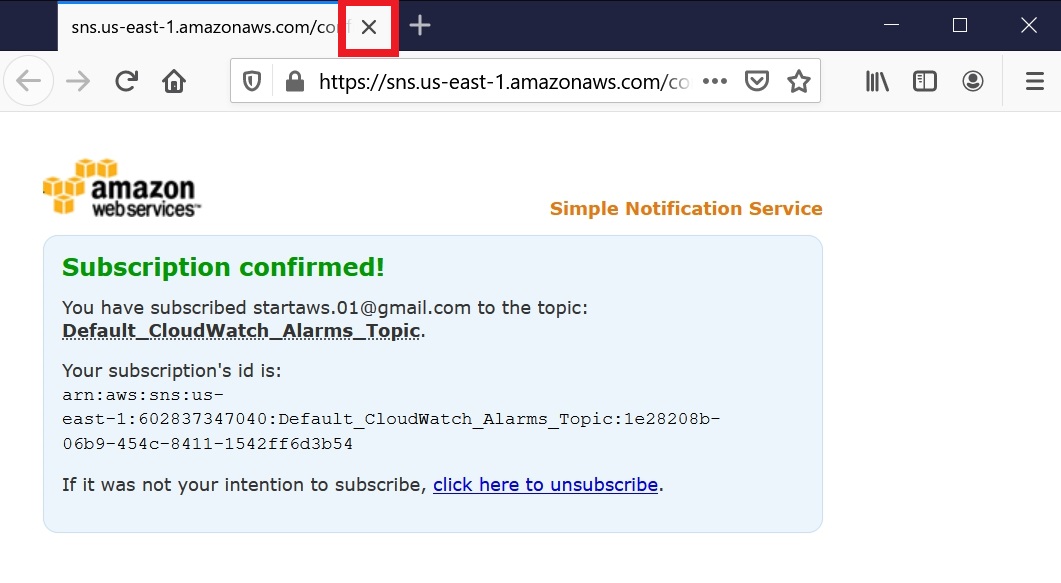 sns.us-east-1.amazonaws.com/conf
https://sns.us-east-1.amazonaws.com/co
amazon
web services™
Simple Notification Service
Subscription confirmed!
You have subscribed startaws.01@gmail.com to the topic:
Default_CloudWatch_Alarms_Topic.
Your subscription's id is:
arn:aws:sns:us-
east-1:602837347040:Default_CloudWatch_Alarms_Topic:1e28208b-
06b9-454c-8411-1542ff6d3b54
If it was not your intention to subscribe, click here to unsubscribe.